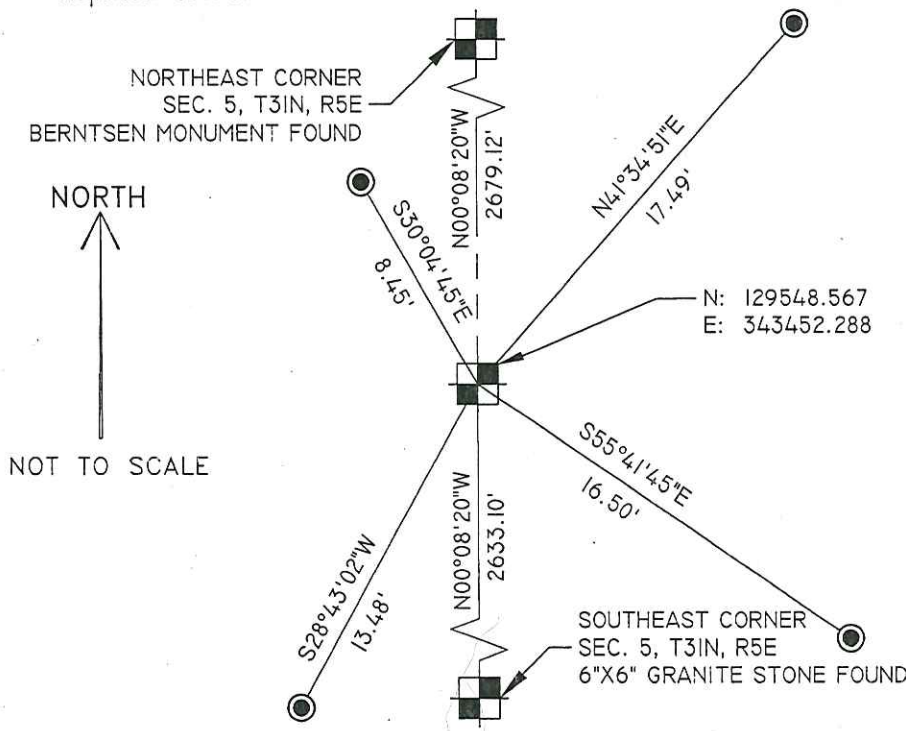 NORTHEAST CORNER
SEC. 5, T31N, R5E
BERNTSEN MONUMENT FOUND
NORTH
NOT TO SCALE
N00°08'20"W
2679.12'
N41°34'51"E
17.49'
S30°04'45"E
8.45'
N: 129548.567
E: 343452.288
S55°41'45"E
16.50'
N00°08'20"W
2633.10'
S28°43'02"W
13.48'
SOUTHEAST CORNER
SEC. 5, T31N, R5E
6"X6" GRANITE STONE FOUND